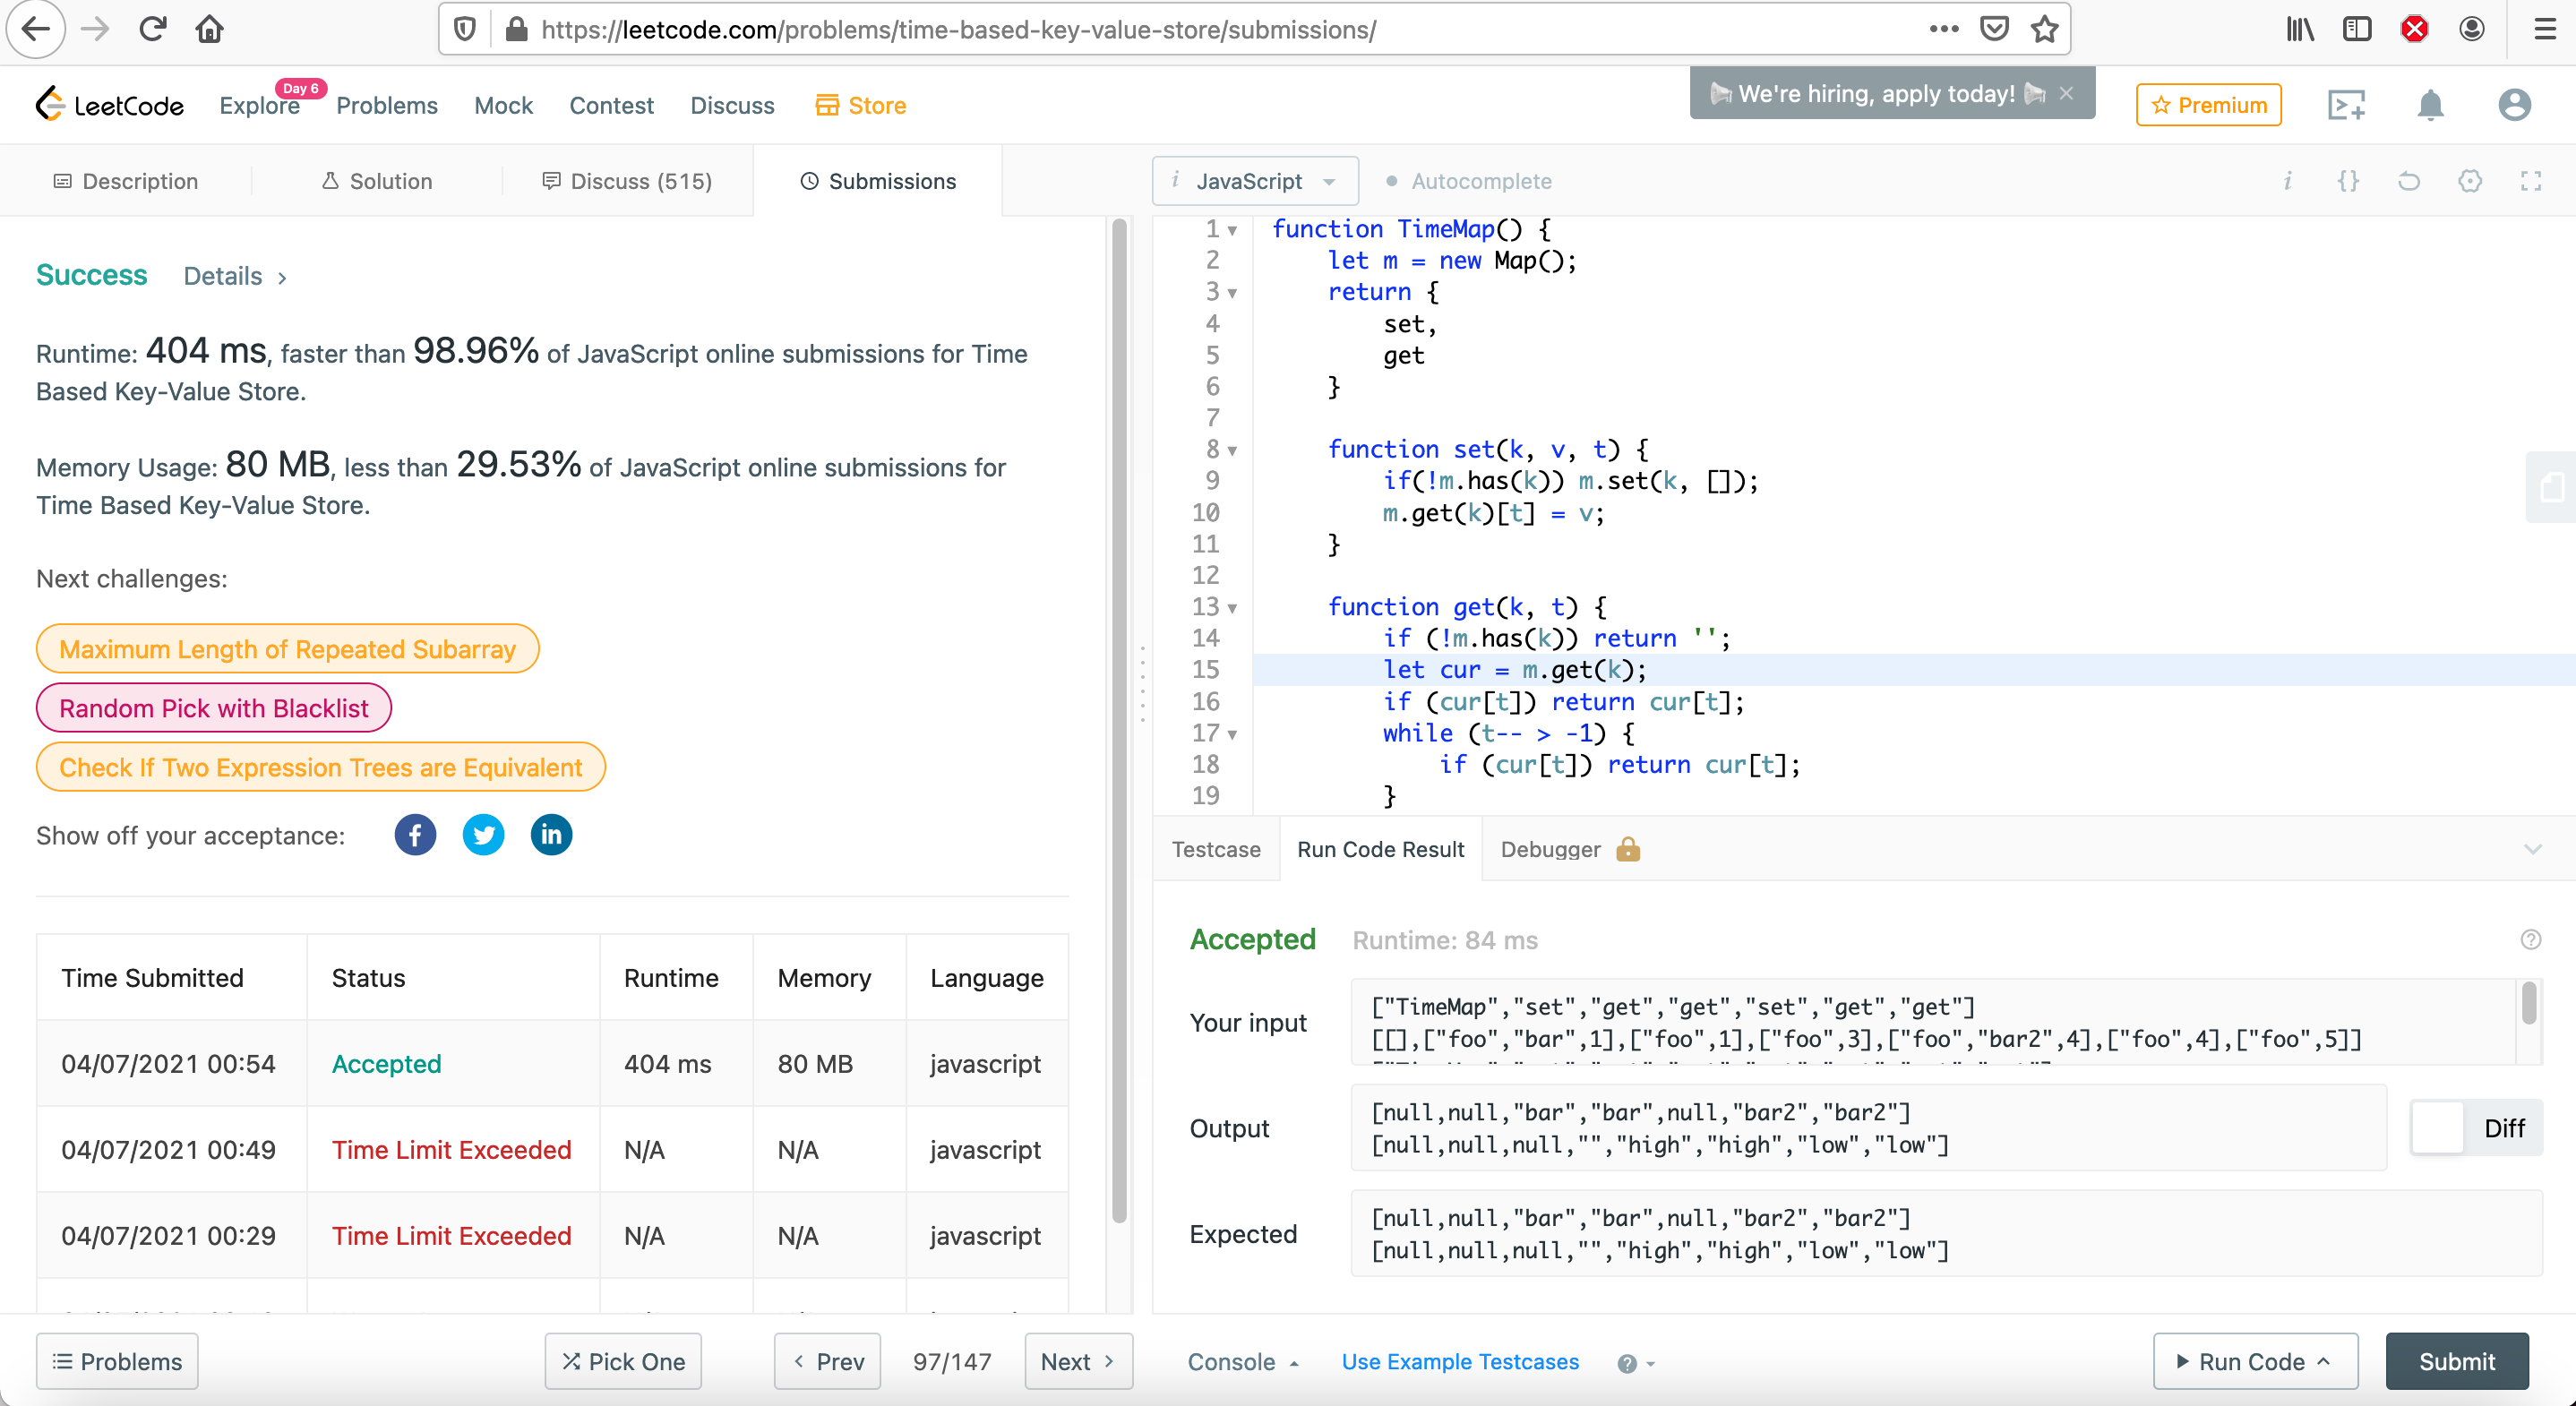 https://leetcode.com/problems/time-based-key-value-store/submissions/
LeetCode
Explore
Day 6
Problems
Mock
Contest
Discuss
Store
We're hiring, apply today!
Premium
Description
Solution
Discuss (515)
Submissions
Success
Details
Runtime: 404 ms, faster than 98.96% of JavaScript online submissions for Time
Based Key-Value Store.
Memory Usage: 80 MB, less than 29.53% of JavaScript online submissions for
Time Based Key-Value Store.
Next challenges:
Maximum Length of Repeated Subarray
Random Pick with Blacklist
Check If Two Expression Trees are Equivalent
Show off your acceptance:
Time Submitted Status Runtime Memory Language
04/07/2021 00:54 Accepted 404 ms 80 MB javascript
04/07/2021 00:49 Time Limit Exceeded N/A N/A javascript
04/07/2021 00:29 Time Limit Exceeded N/A N/A javascript
Problems
Pick One
Prev
97/147
Next
i JavaScript
Autocomplete
1 function TimeMap() {
2 let m = new Map();
3 return {
4 set,
5 get
6 }
7
8 function set(k, v, t) {
9 if(!m.has(k)) m.set(k, []);
10 m.get(k)[t] = v;
11 }
12
13 function get(k, t) {
14 if (!m.has(k)) return '';
15 let cur = m.get(k);
16 if (cur[t]) return cur[t];
17 while (t-- > -1) {
18 if (cur[t]) return cur[t];
19 }
Testcase
Run Code Result
Debugger
Accepted
Runtime: 84 ms
Your input
["TimeMap","set","get","get","set","get","get"]
[[],["foo","bar",1],["foo",1],["foo",3],["foo","bar2",4],["foo",4],["foo",5]]
Output
[null,null,"bar","bar",null,"bar2","bar2"]
[null,null,null,"","high","high","low","low"]
Diff
Expected
[null,null,"bar","bar",null,"bar2","bar2"]
[null,null,null,"","high","high","low","low"]
Console
Use Example Testcases
Run Code
Submit